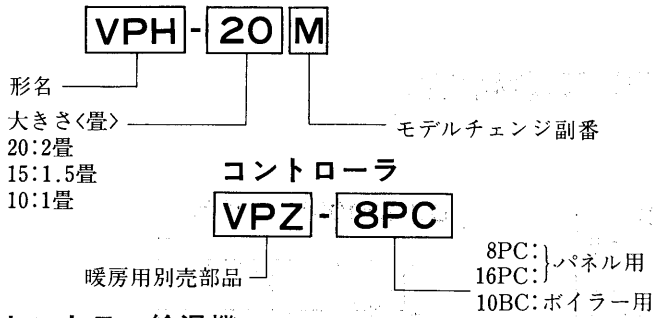 VPH-20M
形名
大きさ<畳>
20:2畳
15:1.5畳
10:1畳
モデルチェンジ副番
コントローラ
VPZ-8PC
暖房用別売部品
8PC:
16PC:
}パネル用
10BC:ボイラー用